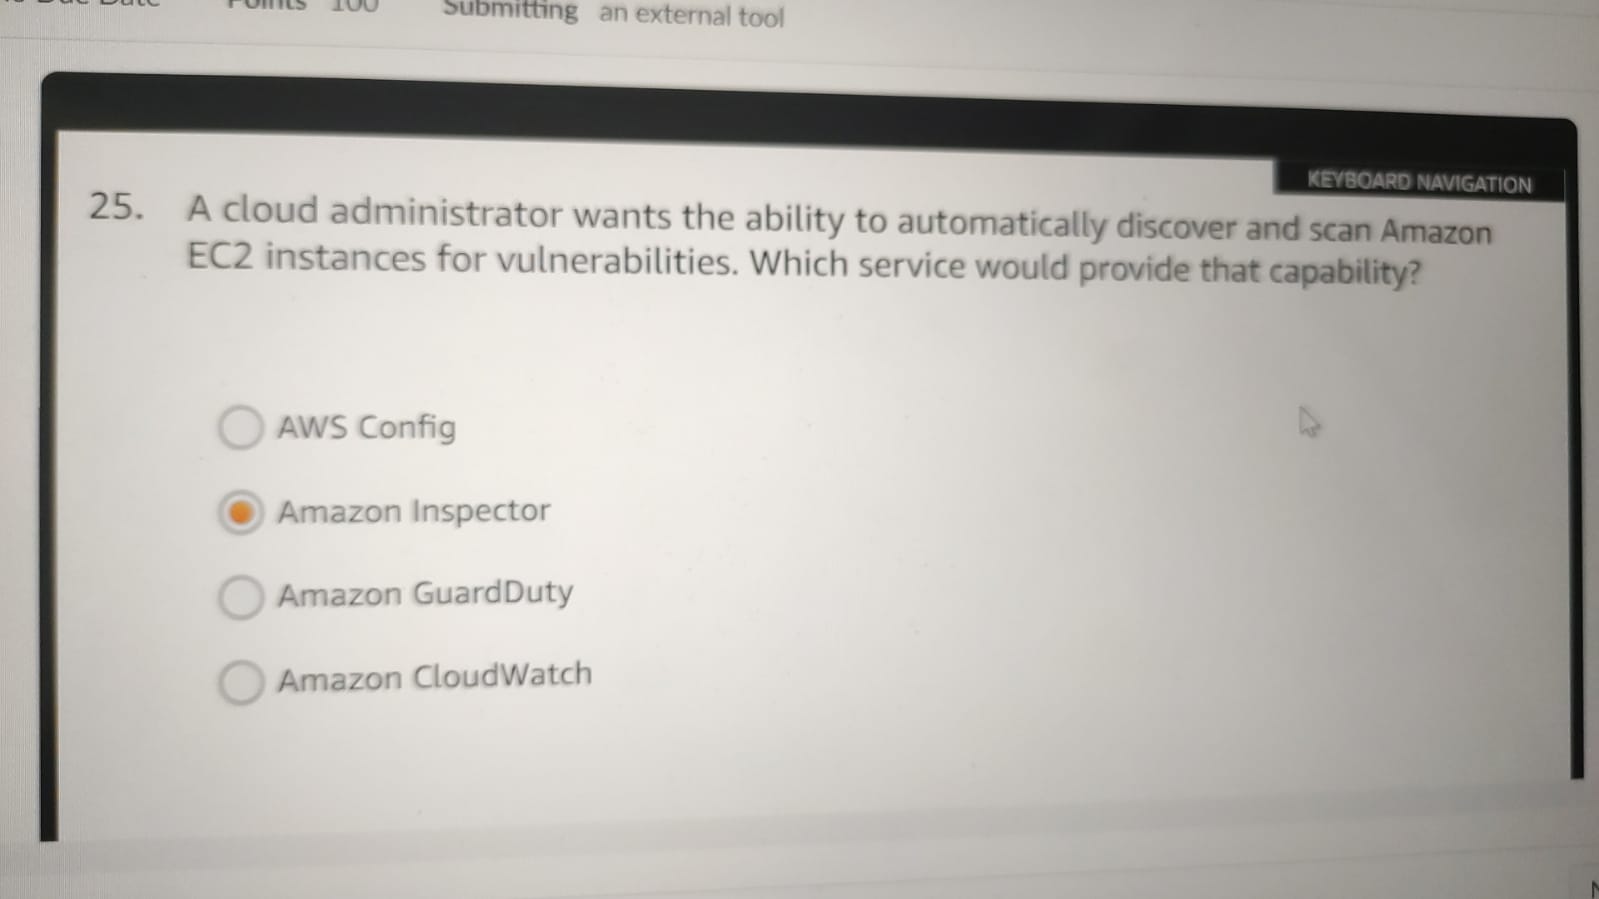 Points 100 Submitting an external tool
KEYBOARD NAVIGATION
25. A cloud administrator wants the ability to automatically discover and scan Amazon
EC2 instances for vulnerabilities. Which service would provide that capability?
AWS Config
Amazon Inspector
Amazon GuardDuty
Amazon CloudWatch